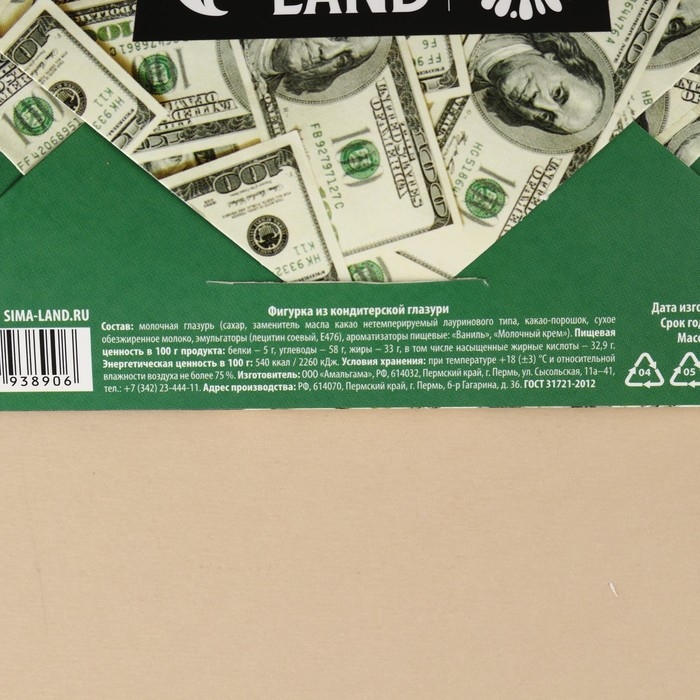 LAND
FB92797127C
HK9332
K11
SIMA-LAND.RU
938906
Фигурка из кондитерской глазури
Состав: молочная глазурь (сахар, заменитель масла какао нетемперируемый лауринового типа, какао-порошок, сухое
обезжиренное молоко, эмульгаторы (лецитин соевый, Е476), ароматизаторы пищевые: «Ваниль», «Молочный крем»). Пищевая
ценность в 100 г продукта: белки – 5 г, углеводы – 58 г, жиры – 33 г, в том числе насыщенные жирные кислоты – 32,9 г.
Энергетическая ценность в 100 г: 540 ккал / 2260 кДж. Условия хранения: при температуре +18 (±3) °С и относительной
влажности воздуха не более 75 %. Изготовитель: ООО «Амальгама», РФ, 614032, Пермский край, г. Пермь, ул. Сысольская, 11а–41,
тел.: +7 (342) 23-444-11. Адрес производства: РФ, 614070, Пермский край, г. Пермь, б-р Гагарина, д. 36. ГОСТ 31721-2012
Дата изго
Срок го
Масс
04
05